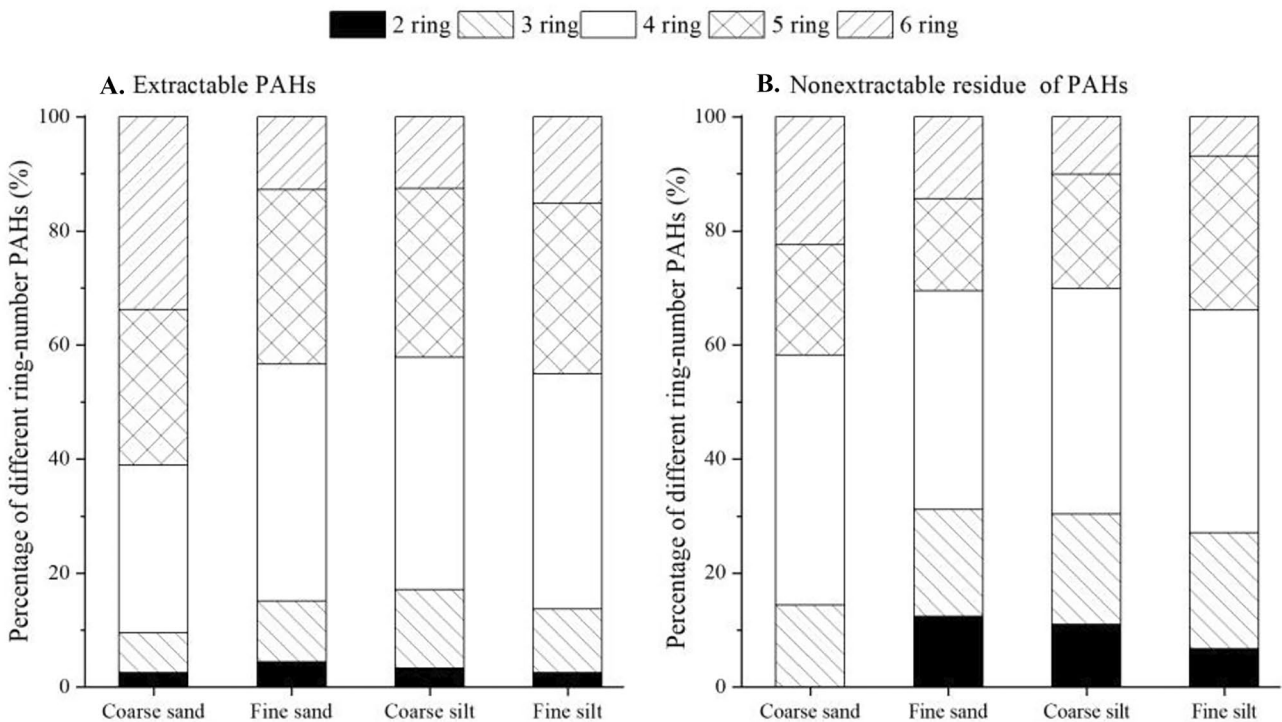 2 ring 3 ring 4 ring 5 ring 6 ring
A. Extractable PAHs
Percentage of different ring-number PAHs (%)
100
80
60
40
20
0
Coarse sand Fine sand Coarse silt Fine silt
B. Nonextractable residue of PAHs
Percentage of different ring-number PAHs (%)
100
80
60
40
20
0
Coarse sand Fine sand Coarse silt Fine silt